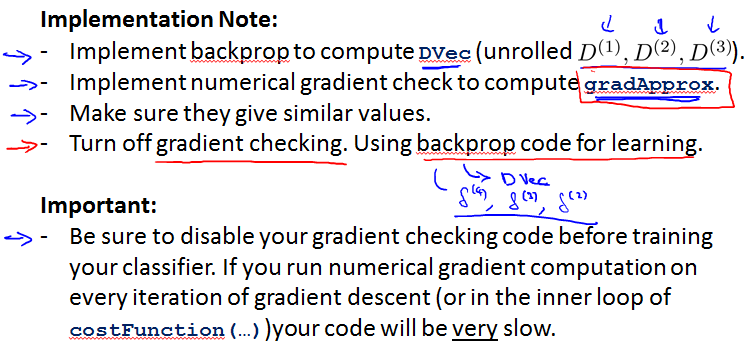 Implementation Note:
- Implement backprop to compute DVec (unrolled D⁽¹⁾, D⁽²⁾, D⁽³⁾).
- Implement numerical gradient check to compute gradApprox.
- Make sure they give similar values.
- Turn off gradient checking. Using backprop code for learning.
DVec
δ⁽⁴⁾, δ⁽³⁾, δ⁽²⁾
Important:
- Be sure to disable your gradient checking code before training
your classifier. If you run numerical gradient computation on
every iteration of gradient descent (or in the inner loop of
costFunction(…))your code will be very slow.